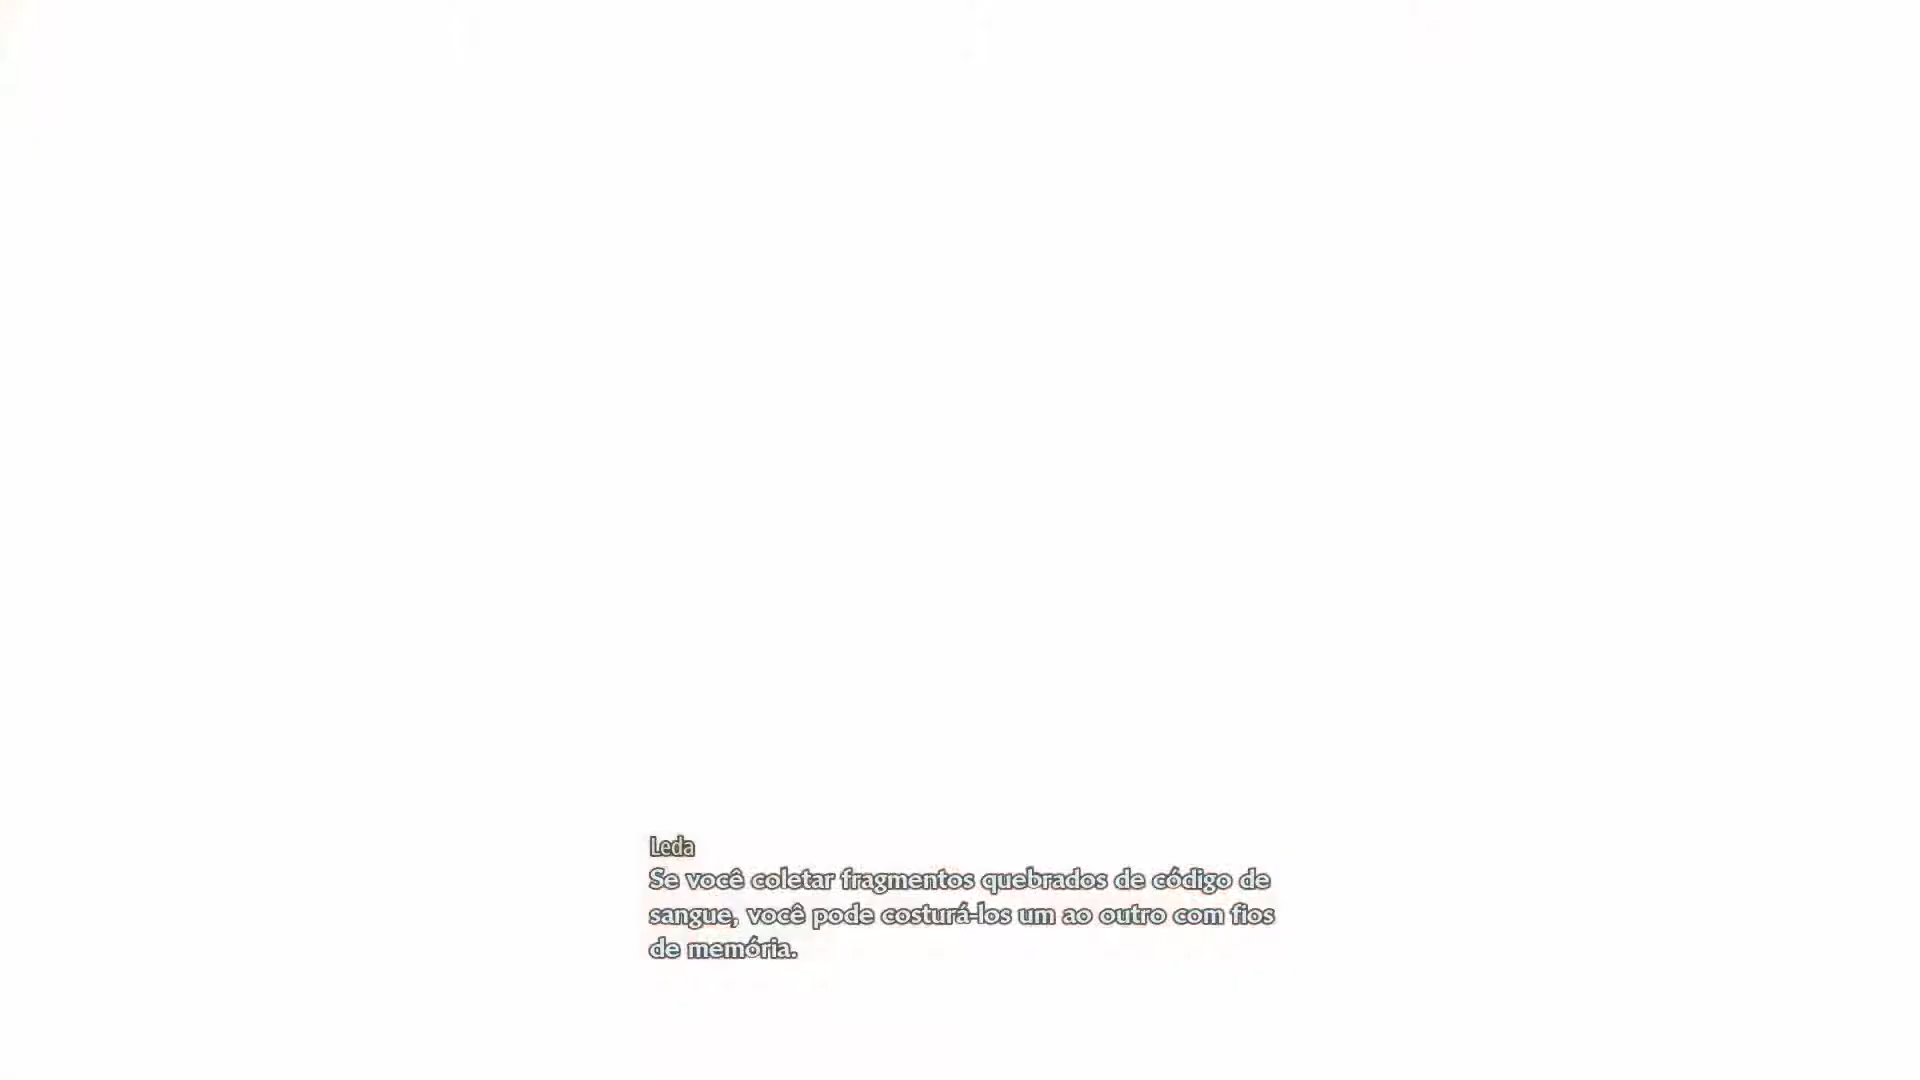 Leda
Se você coletar fragmentos quebrados de código de
sangue, você pode costurá-los um ao outro com fios
de memória.